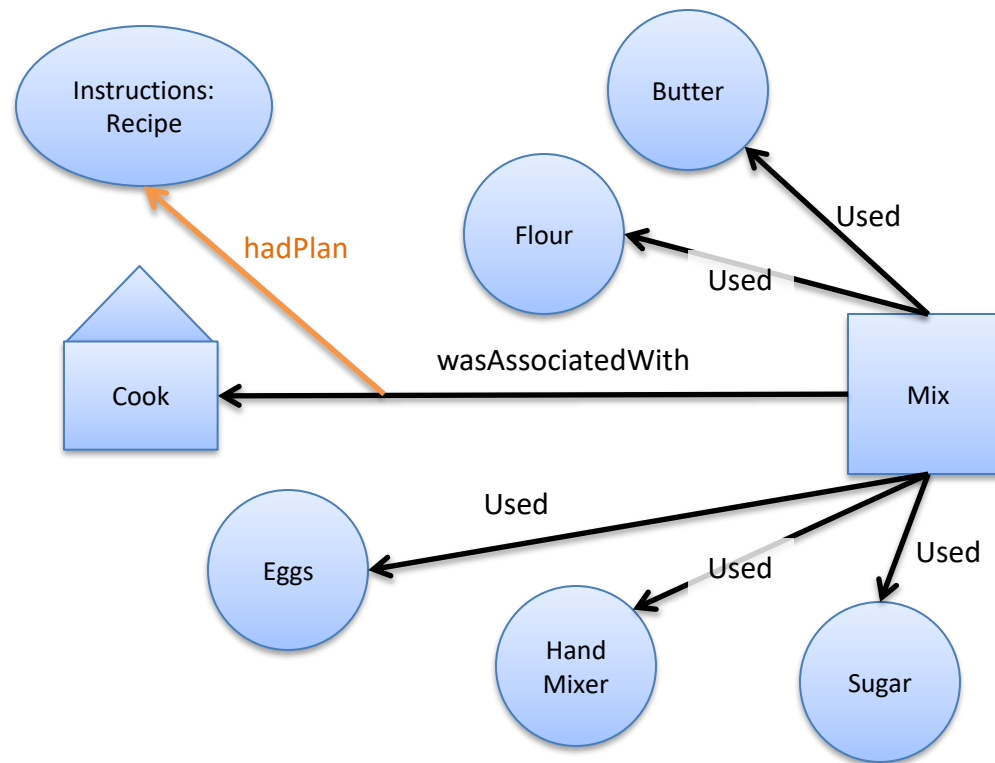 Instructions:
Recipe
Butter
Used
Flour
hadPlan
Used
wasAssociatedWith
Cook
Mix
Used
Used
Used
Eggs
Hand
Mixer
Sugar